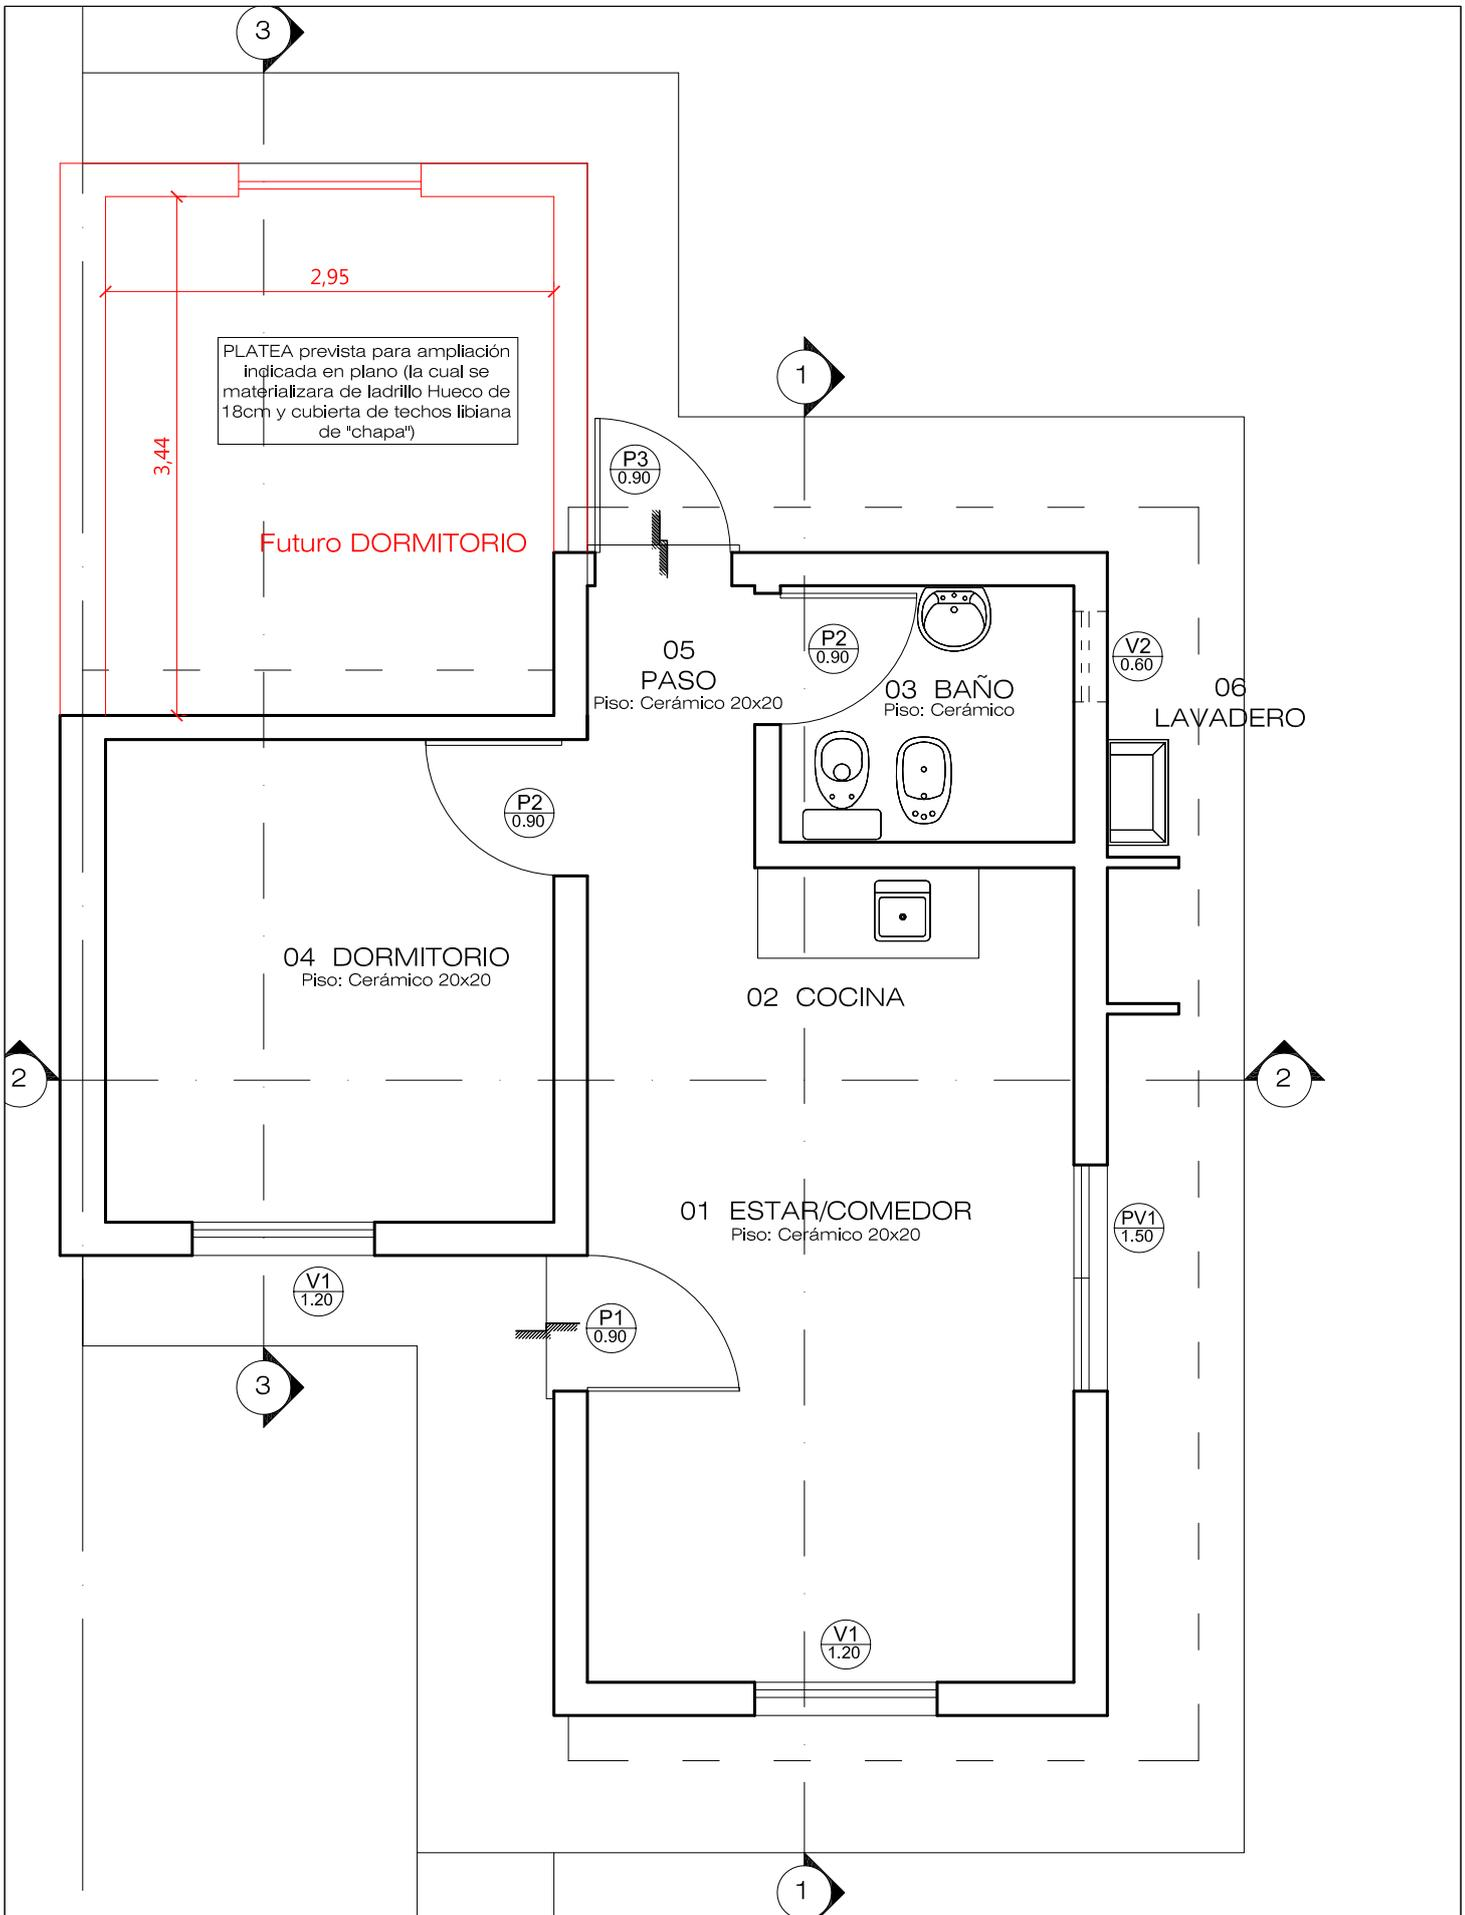 3
2,95
PLATEA prevista para ampliación
indicada en plano (la cual se
materializara de ladrillo Hueco de
18cm y cubierta de techos libiana
de "chapa")
1
3,44
P3
0.90
Futuro DORMITORIO
05
PASO
Piso: Cerámico 20x20
P2
0.90
03 BAÑO
Piso: Cerámico
V2
0.60
06
LAVADERO
P2
0.90
04 DORMITORIO
Piso: Cerámico 20x20
02 COCINA
2
2
01 ESTAR/COMEDOR
Piso: Cerámico 20x20
PV1
1.50
V1
1.20
P1
0.90
3
V1
1.20
1